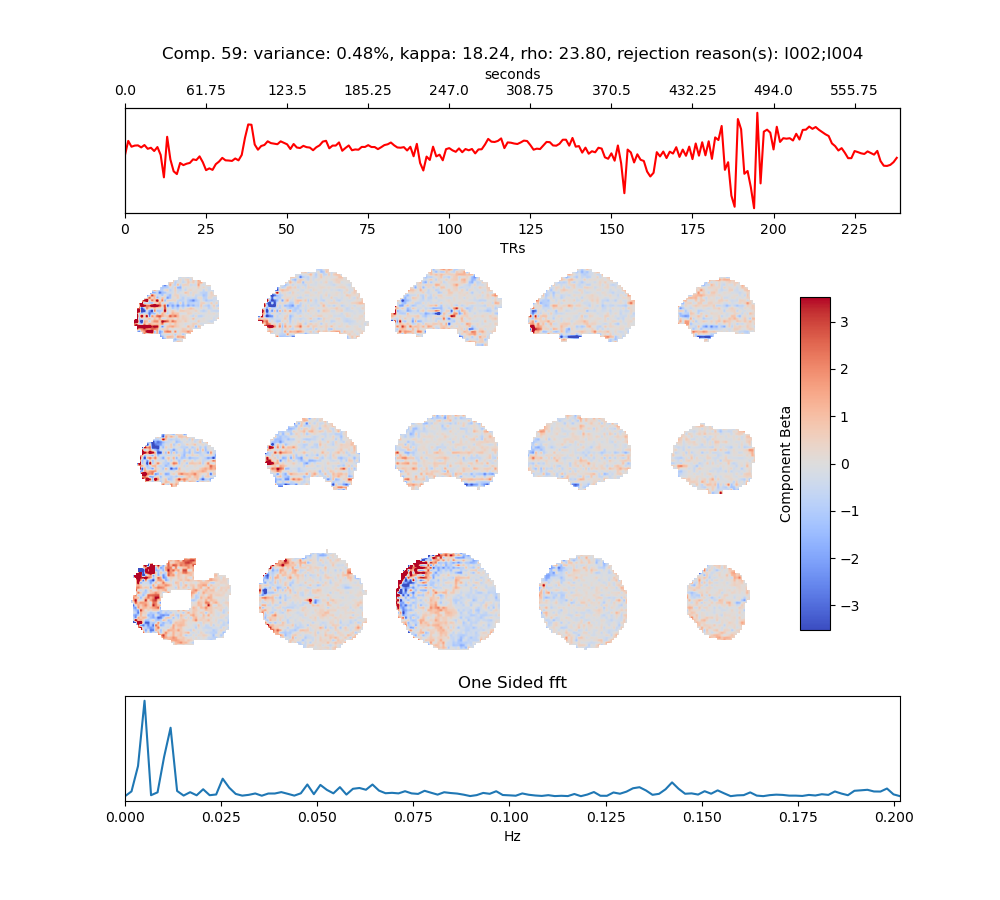 Comp. 59: variance: 0.48%, kappa: 18.24, rho: 23.80, rejection reason(s): I002;I004
seconds
0.0 61.75 123.5 185.25 247.0 308.75 370.5 432.25 494.0 555.75
0 25 50 75 100 125 150 175 200 225
TRs
3
2
1
0
−1
−2
−3
Component Beta
One Sided fft
0.000 0.025 0.050 0.075 0.100 0.125 0.150 0.175 0.200
Hz